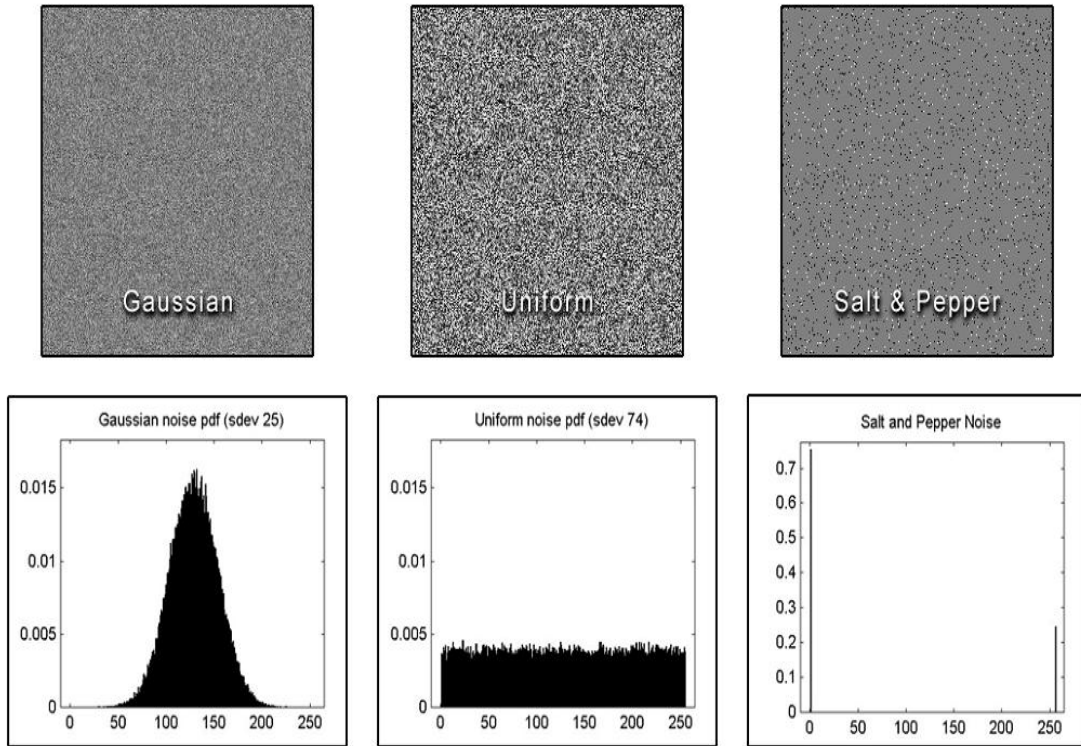 Gaussian
Uniform
Salt & Pepper
Gaussian noise pdf (sdev 25)
0.015
0.01
0.005
0
0 50 100 150 200 250
Uniform noise pdf (sdev 74)
0.015
0.01
0.005
0
0 50 100 150 200 250
Salt and Pepper Noise
0.7
0.6
0.5
0.4
0.3
0.2
0.1
0
0 50 100 150 200 250